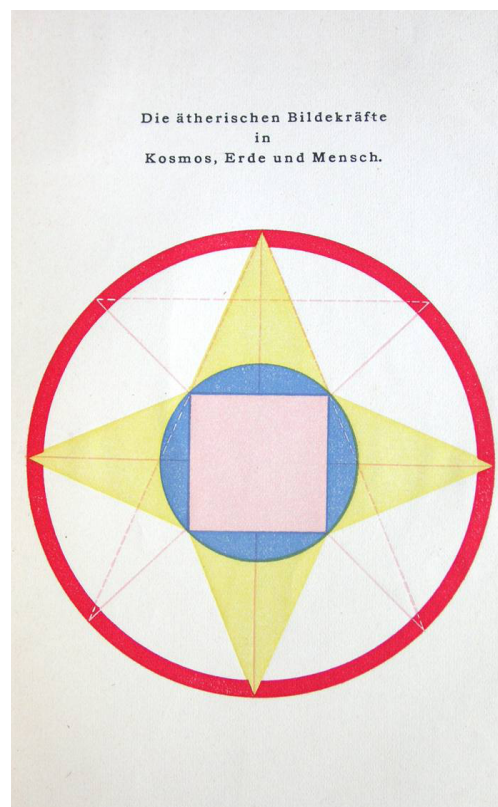 Die ätherischen Bildekräfte
in
Kosmos, Erde und Mensch.